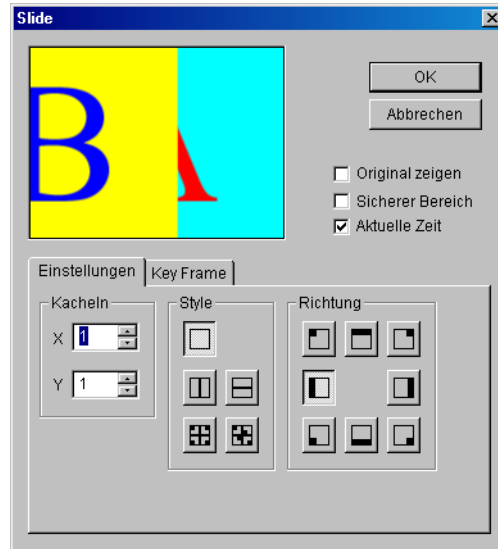 Slide
B A
OK
Abbrechen
Original zeigen
Sicherer Bereich
Aktuelle Zeit
Einstellungen Key Frame
Kacheln Style Richtung
X 1
Y 1